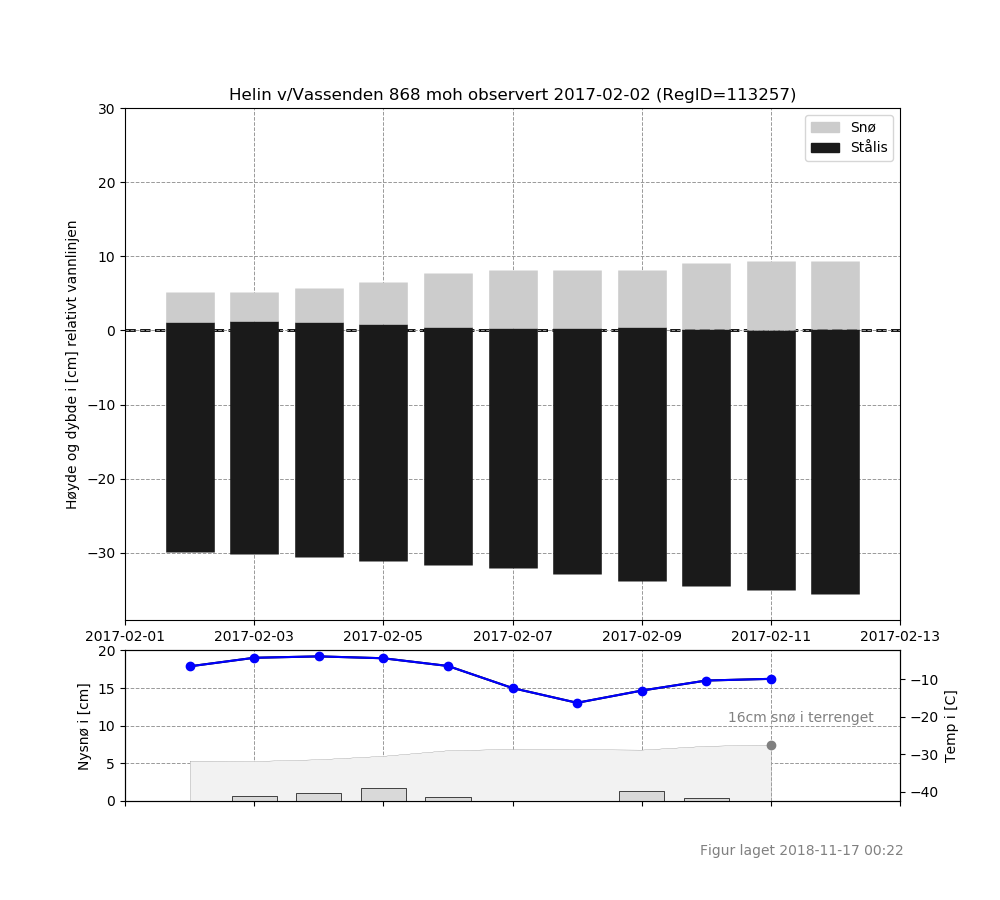 Helin v/Vassenden 868 moh observert 2017-02-02 (RegID=113257)
Snø
Stålis
Høyde og dybde i [cm] relativt vannlinjen
30
20
10
0
−10
−20
−30
2017-02-01 2017-02-03 2017-02-05 2017-02-07 2017-02-09 2017-02-11 2017-02-13
Nysnø i [cm]
20
15
10
5
0
16cm snø i terrenget
−10
−20
−30
−40
Temp i [C]
Figur laget 2018-11-17 00:22